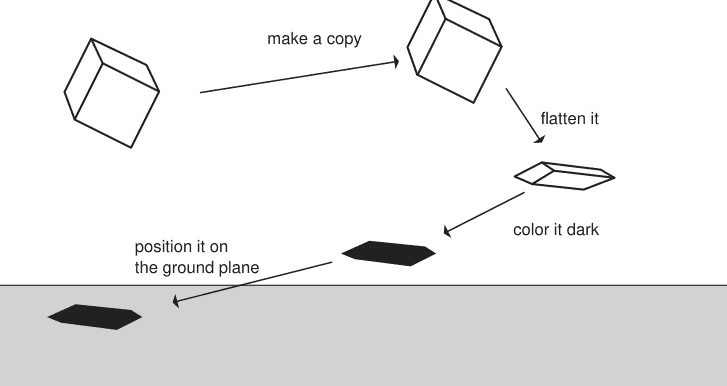 make a copy
flatten it
color it dark
position it on
the ground plane